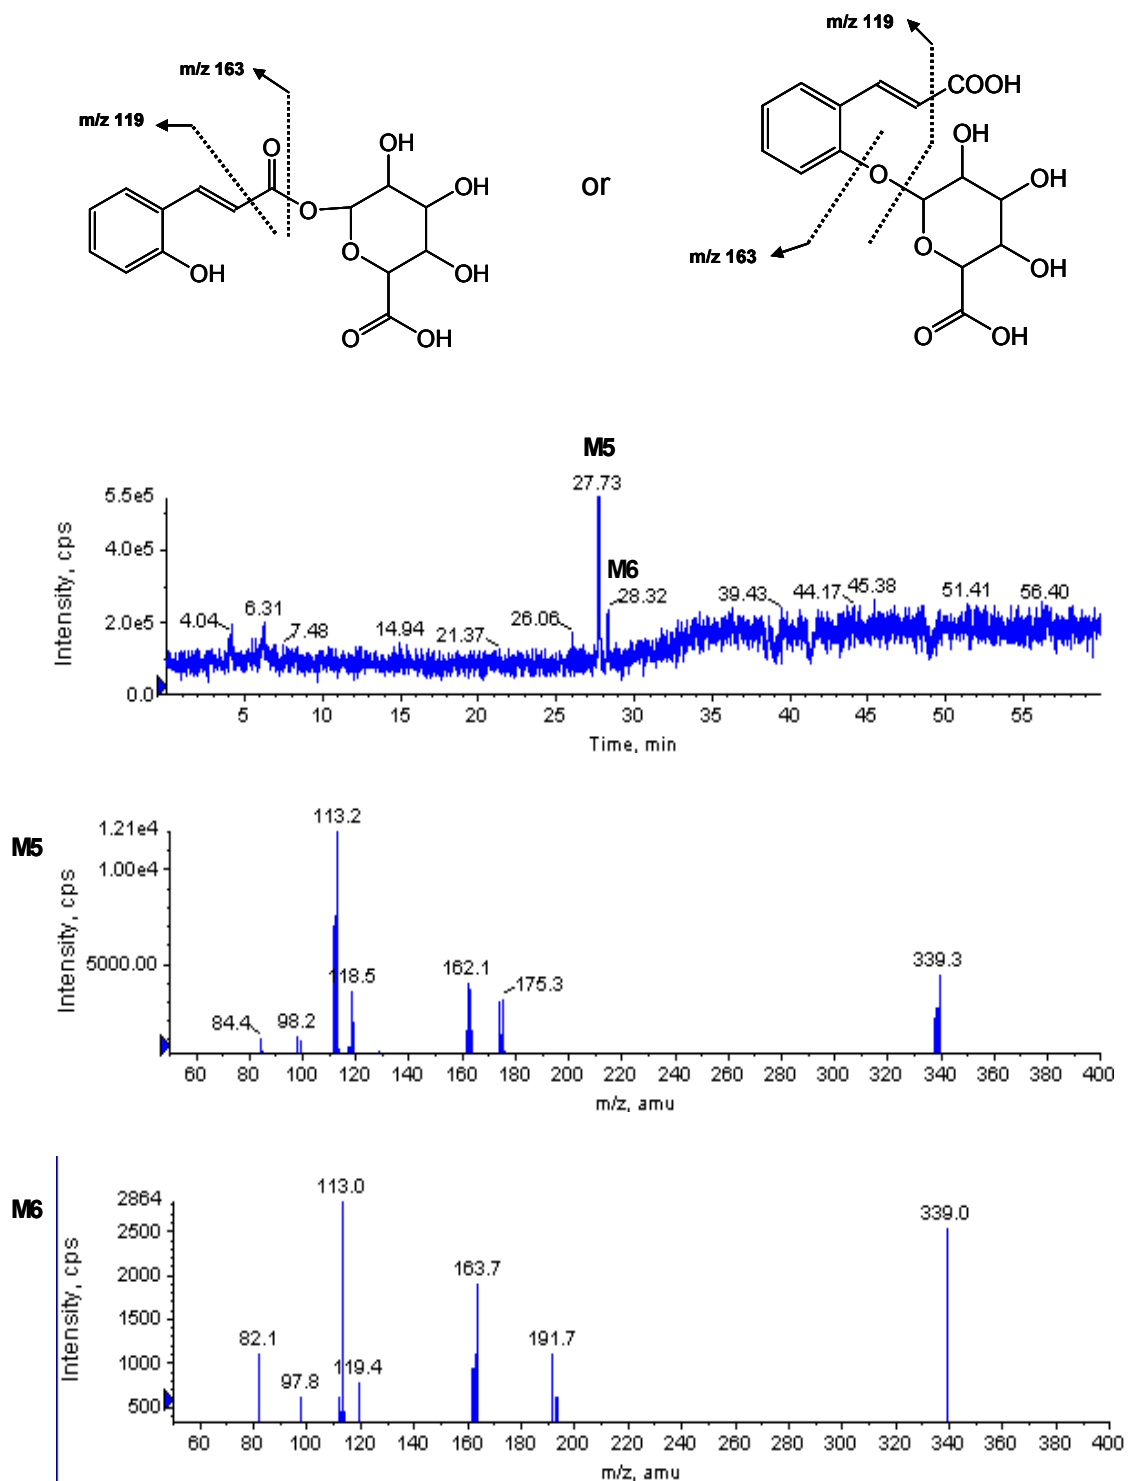 m/z 119
m/z 163
COOH
m/z 119
OH
O
OH
OH
or
O
OH
O
O
OH
O
OH
m/z 163
OH
O
OH
O
OH
M5
27.73
5.5e5
4.0e5
M6
28.32
39.43
44.17
45.38
51.41
56.40
4.04
6.31
7.48
14.94
21.37
26.06
2.0e5
0.0
Intensity, cps
5 10 15 20 25 30 35 40 45 50 55
Time, min
M5
113.2
1.21e4
1.00e4
118.5
162.1
175.3
339.3
5000.00
84.4
98.2
Intensity, cps
60 80 100 120 140 160 180 200 220 240 260 280 300 320 340 360 380 400
m/z, amu
M6
113.0
2864
339.0
2500
163.7
2000
1500
82.1
119.4
191.7
1000
97.8
500
Intensity, cps
60 80 100 120 140 160 180 200 220 240 260 280 300 320 340 360 380 400
m/z, amu